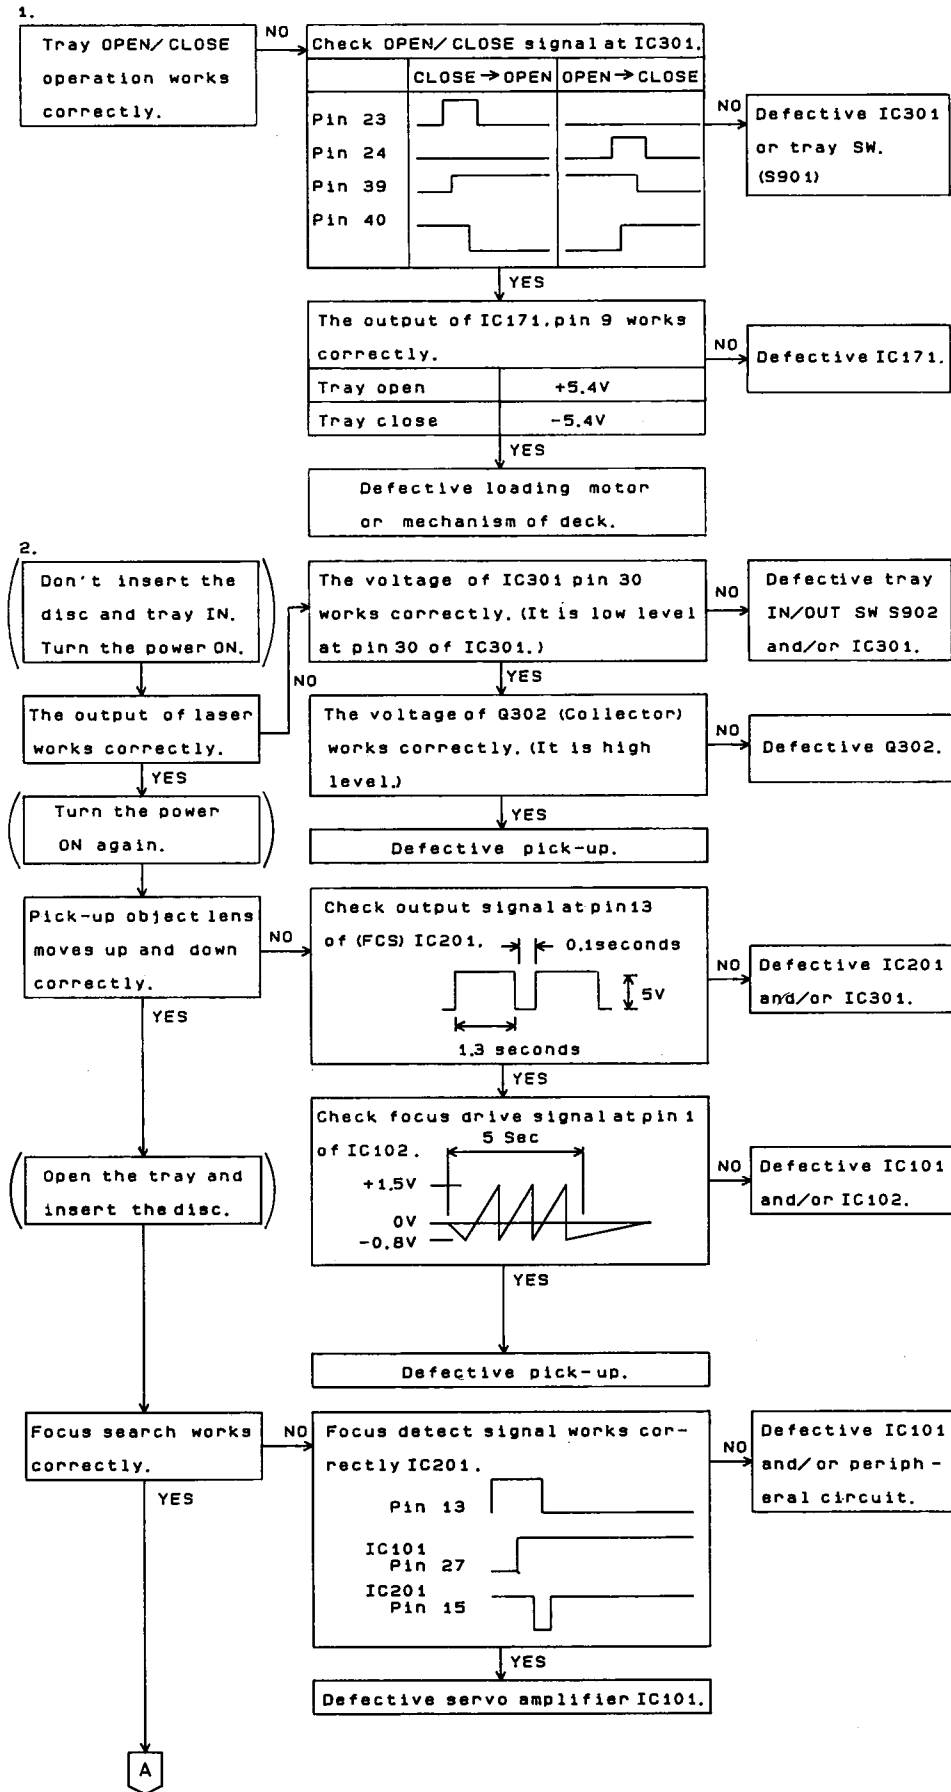 1.
Tray OPEN/CLOSE
operation works
correctly.
NO
Check OPEN/CLOSE signal at IC301.
CLOSE → OPEN
OPEN → CLOSE
Pin 23
Pin 24
Pin 39
Pin 40
NO
Defective IC301
or tray SW.
(S901)
YES
The output of IC171.pin 9 works
correctly.
Tray open
+5.4V
Tray close
-5.4V
NO
Defective IC171.
YES
Defective loading motor
or mechanism of deck.
2.
Don't insert the
disc and tray IN.
Turn the power ON.
The output of laser
works correctly.
NO
The voltage of IC301 pin 30
works correctly. (It is low level
at pin 30 of IC301.)
NO
Defective tray
IN/OUT SW S902
and/or IC301.
YES
The voltage of Q302 (Collector)
works correctly. (It is high
level.)
NO
Defective Q302.
YES
Defective pick-up.
YES
Turn the power
ON again.
Pick-up object lens
moves up and down
correctly.
NO
Check output signal at pin13
of (FCS) IC201.
0.1seconds
5V
1.3 seconds
NO
Defective IC201
and/or IC301.
YES
Check focus drive signal at pin 1
of IC102.
5 Sec
+1.5V
0V
-0.8V
NO
Defective IC101
and/or IC102.
YES
Defective pick-up.
YES
Open the tray and
insert the disc.
Focus search works
correctly.
NO
Focus detect signal works cor-
rectly IC201.
Pin 13
IC101
Pin 27
IC201
Pin 15
NO
Defective IC101
and/or periph-
eral circuit.
YES
Defective servo amplifier IC101.
YES
A